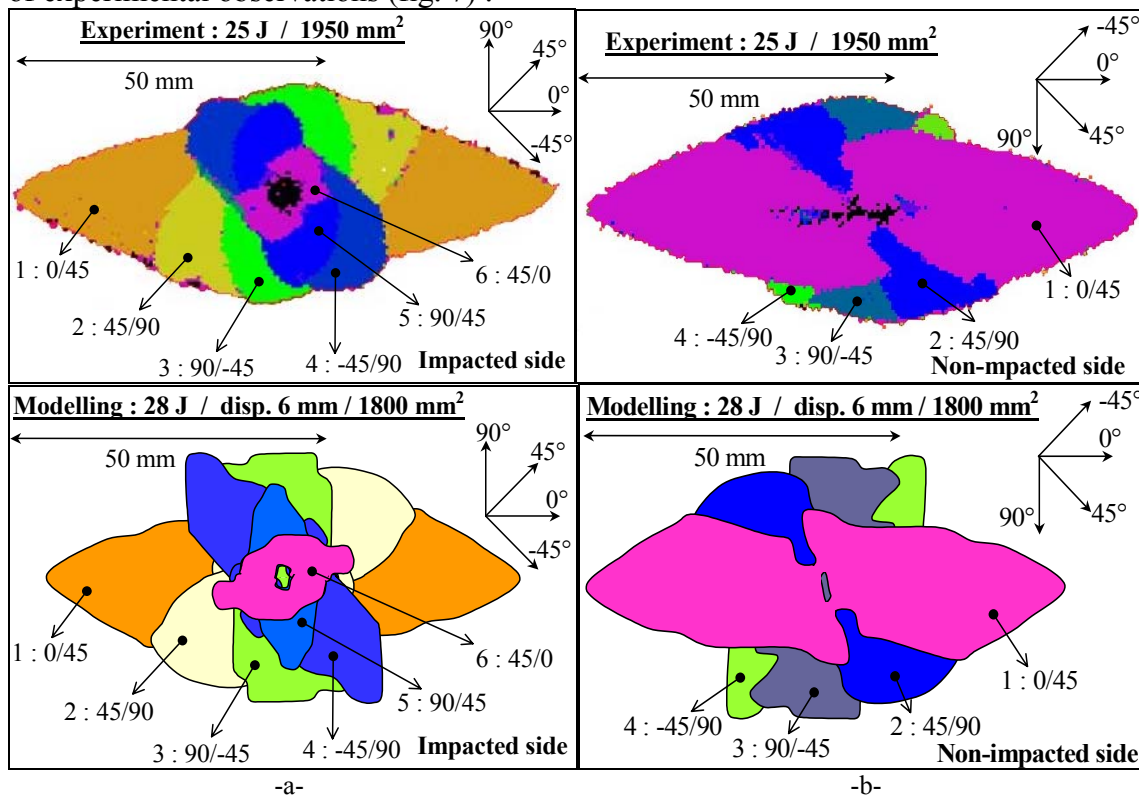 of experimental observations (fig. 7) :
Experiment : 25 J / 1950 mm²
90°
45°
0°
-45°
50 mm
1 : 0/45
2 : 45/90
3 : 90/-45
4 : -45/90
5 : 90/45
6 : 45/0
Impacted side
Experiment : 25 J / 1950 mm²
-45°
0°
45°
90°
50 mm
1 : 0/45
2 : 45/90
3 : 90/-45
4 : -45/90
Non-mpacted side
Modelling : 28 J / disp. 6 mm / 1800 mm²
90°
45°
0°
-45°
50 mm
1 : 0/45
2 : 45/90
3 : 90/-45
4 : -45/90
5 : 90/45
6 : 45/0
Impacted side
Modelling : 28 J / disp. 6 mm / 1800 mm²
-45°
0°
45°
90°
50 mm
1 : 0/45
2 : 45/90
3 : 90/-45
4 : -45/90
Non-impacted side
-a-
-b-